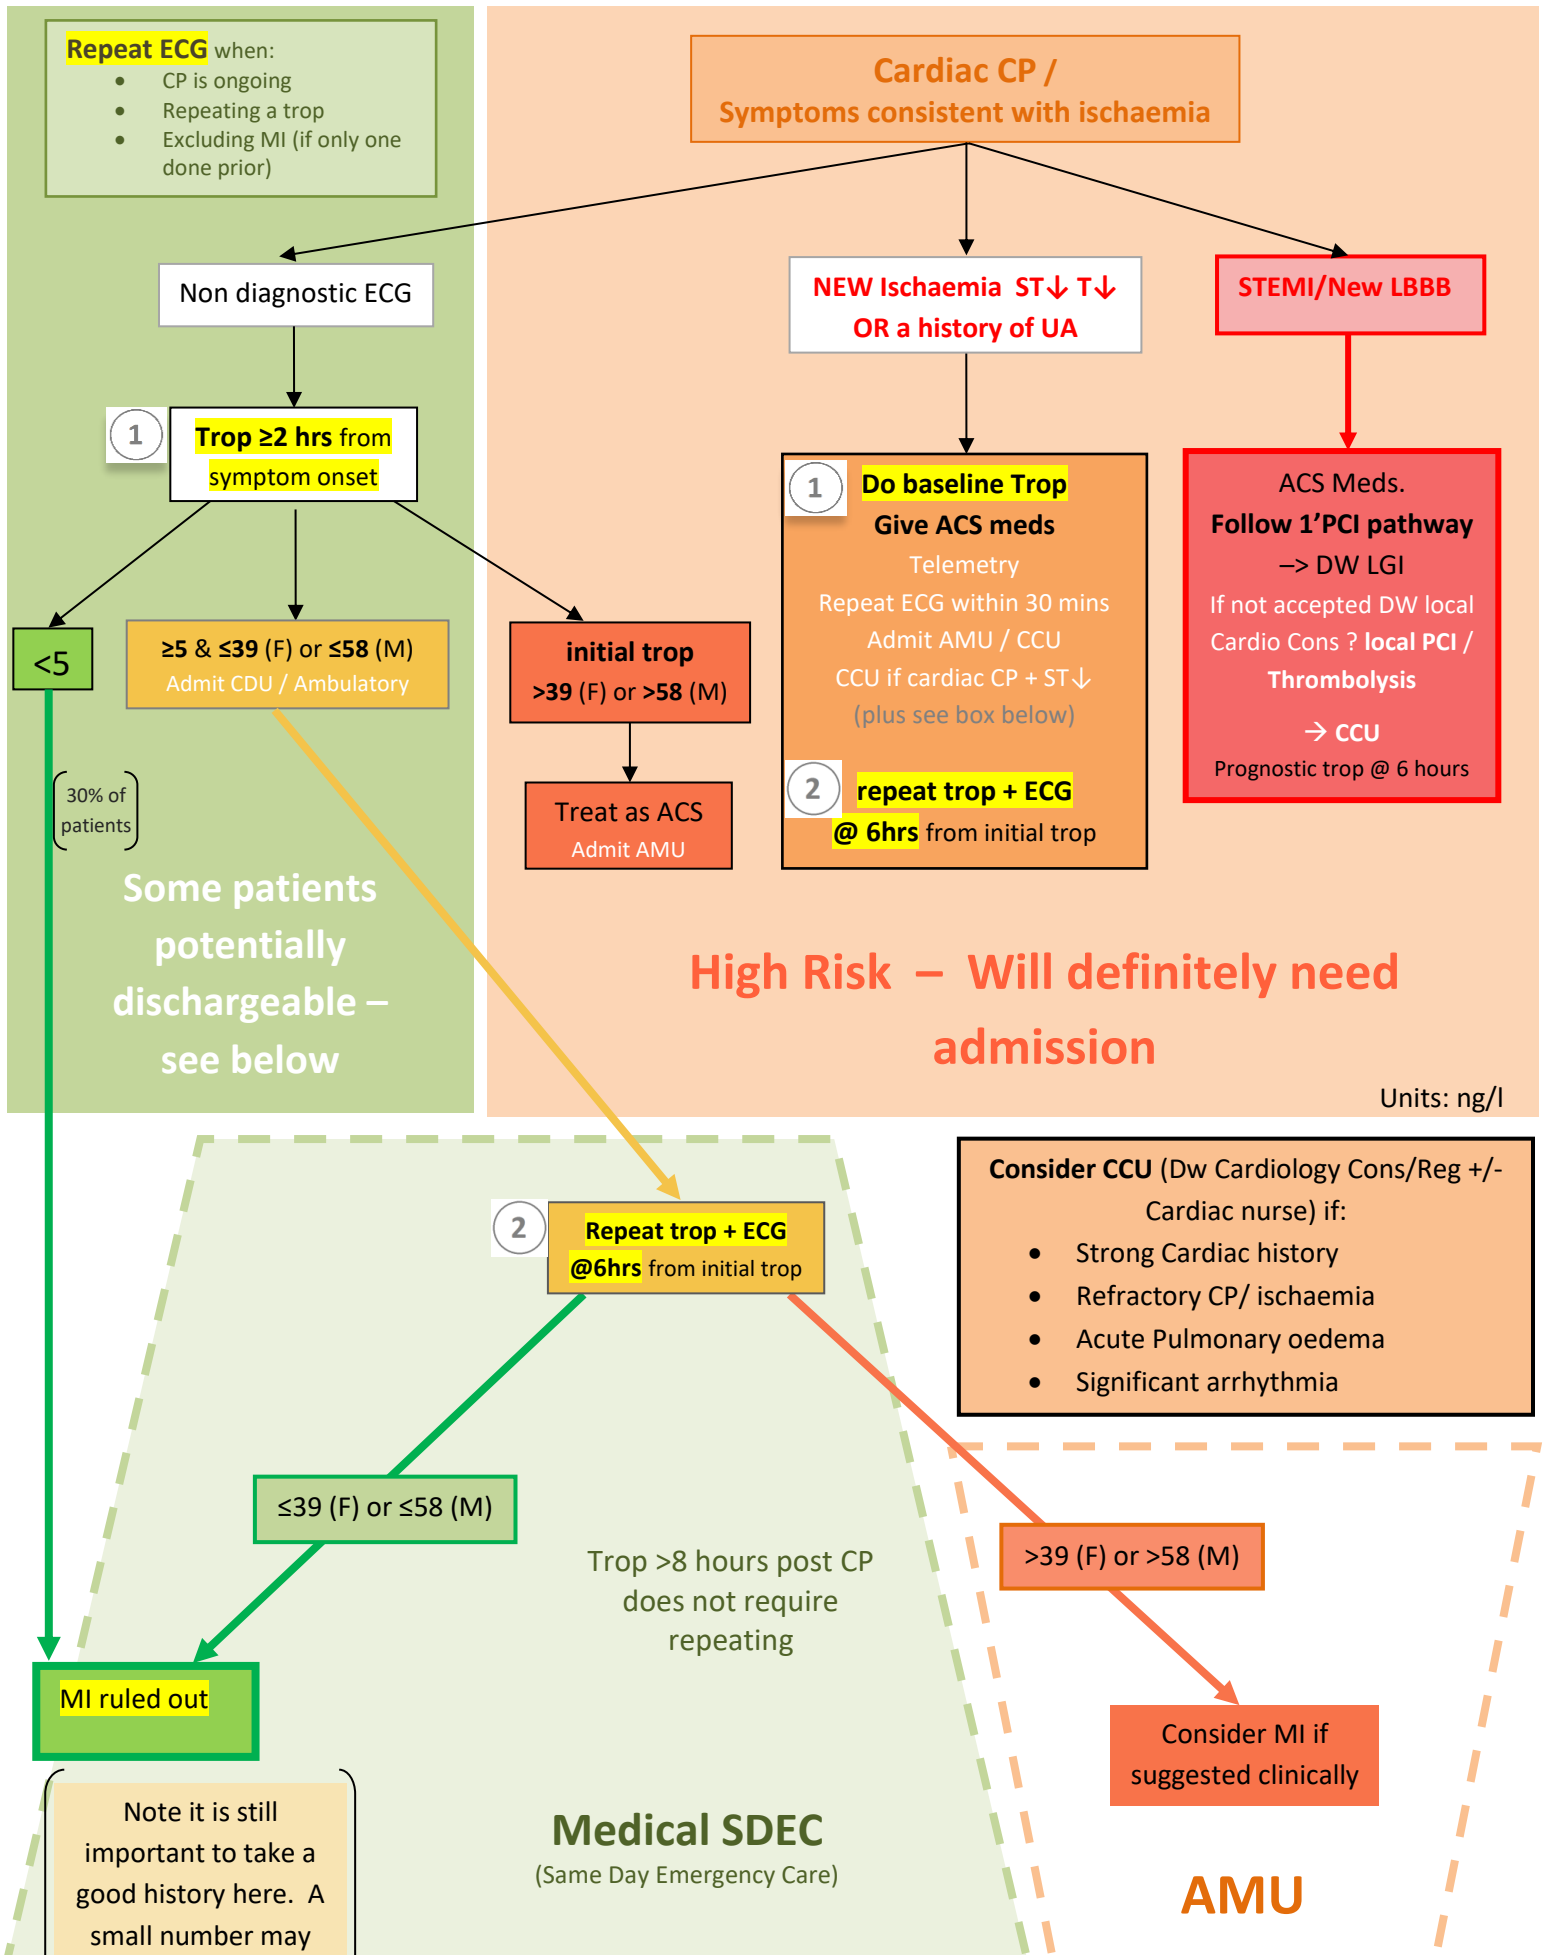 Repeat ECG when:
• CP is ongoing
• Repeating a trop
• Excluding MI (if only one
done prior)
Cardiac CP /
Symptoms consistent with ischaemia
Non diagnostic ECG
NEW Ischaemia ST↓ T↓
OR a history of UA
STEMI/New LBBB
1
Trop ≥2 hrs from
symptom onset
<5
≥5 & ≤39 (F) or ≤58 (M)
Admit CDU / Ambulatory
initial trop
>39 (F) or >58 (M)
Treat as ACS
Admit AMU
1
Do baseline Trop
Give ACS meds
Telemetry
Repeat ECG within 30 mins
Admit AMU / CCU
CCU if cardiac CP + ST↓
(plus see box below)
2
repeat trop + ECG
@ 6hrs from initial trop
ACS Meds.
Follow 1’PCI pathway
–> DW LGI
If not accepted DW local
Cardio Cons ? local PCI /
Thrombolysis
→ CCU
Prognostic trop @ 6 hours
30% of
patients
Some patients
potentially
dischargeable –
see below
High Risk – Will definitely need
admission
Units: ng/l
2
Repeat trop + ECG
@6hrs from initial trop
Consider CCU (Dw Cardiology Cons/Reg +/-
Cardiac nurse) if:
• Strong Cardiac history
• Refractory CP/ ischaemia
• Acute Pulmonary oedema
• Significant arrhythmia
≤39 (F) or ≤58 (M)
>39 (F) or >58 (M)
Trop >8 hours post CP
does not require
repeating
MI ruled out
Consider MI if
suggested clinically
Note it is still
important to take a
good history here. A
small number may
Medical SDEC
(Same Day Emergency Care)
AMU